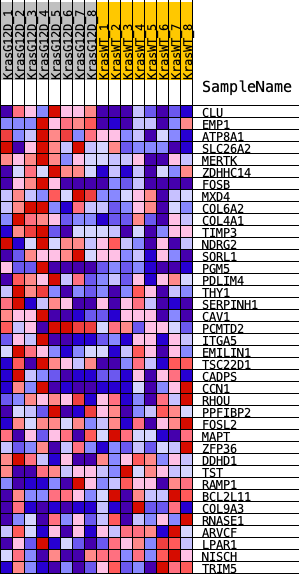 KrasG12D_1
KrasG12D_2
KrasG12D_3
KrasG12D_4
KrasG12D_5
KrasG12D_6
KrasG12D_7
KrasG12D_8
KrasWT_1
KrasWT_2
KrasWT_3
KrasWT_4
KrasWT_5
KrasWT_6
KrasWT_7
KrasWT_8
SampleName
CLU
EMP1
ATP8A1
SLC26A2
MERTK
ZDHHC14
FOSB
MXD4
COL6A2
COL4A1
TIMP3
NDRG2
SORL1
PGM5
PDLIM4
THY1
SERPINH1
CAV1
PCMTD2
ITGA5
EMILIN1
TSC22D1
CADPS
CCN1
RHOU
PPFIBP2
FOSL2
MAPT
ZFP36
DDHD1
TST
RAMP1
BCL2L11
COL9A3
RNASE1
ARVCF
LPAR1
NISCH
TRIM5